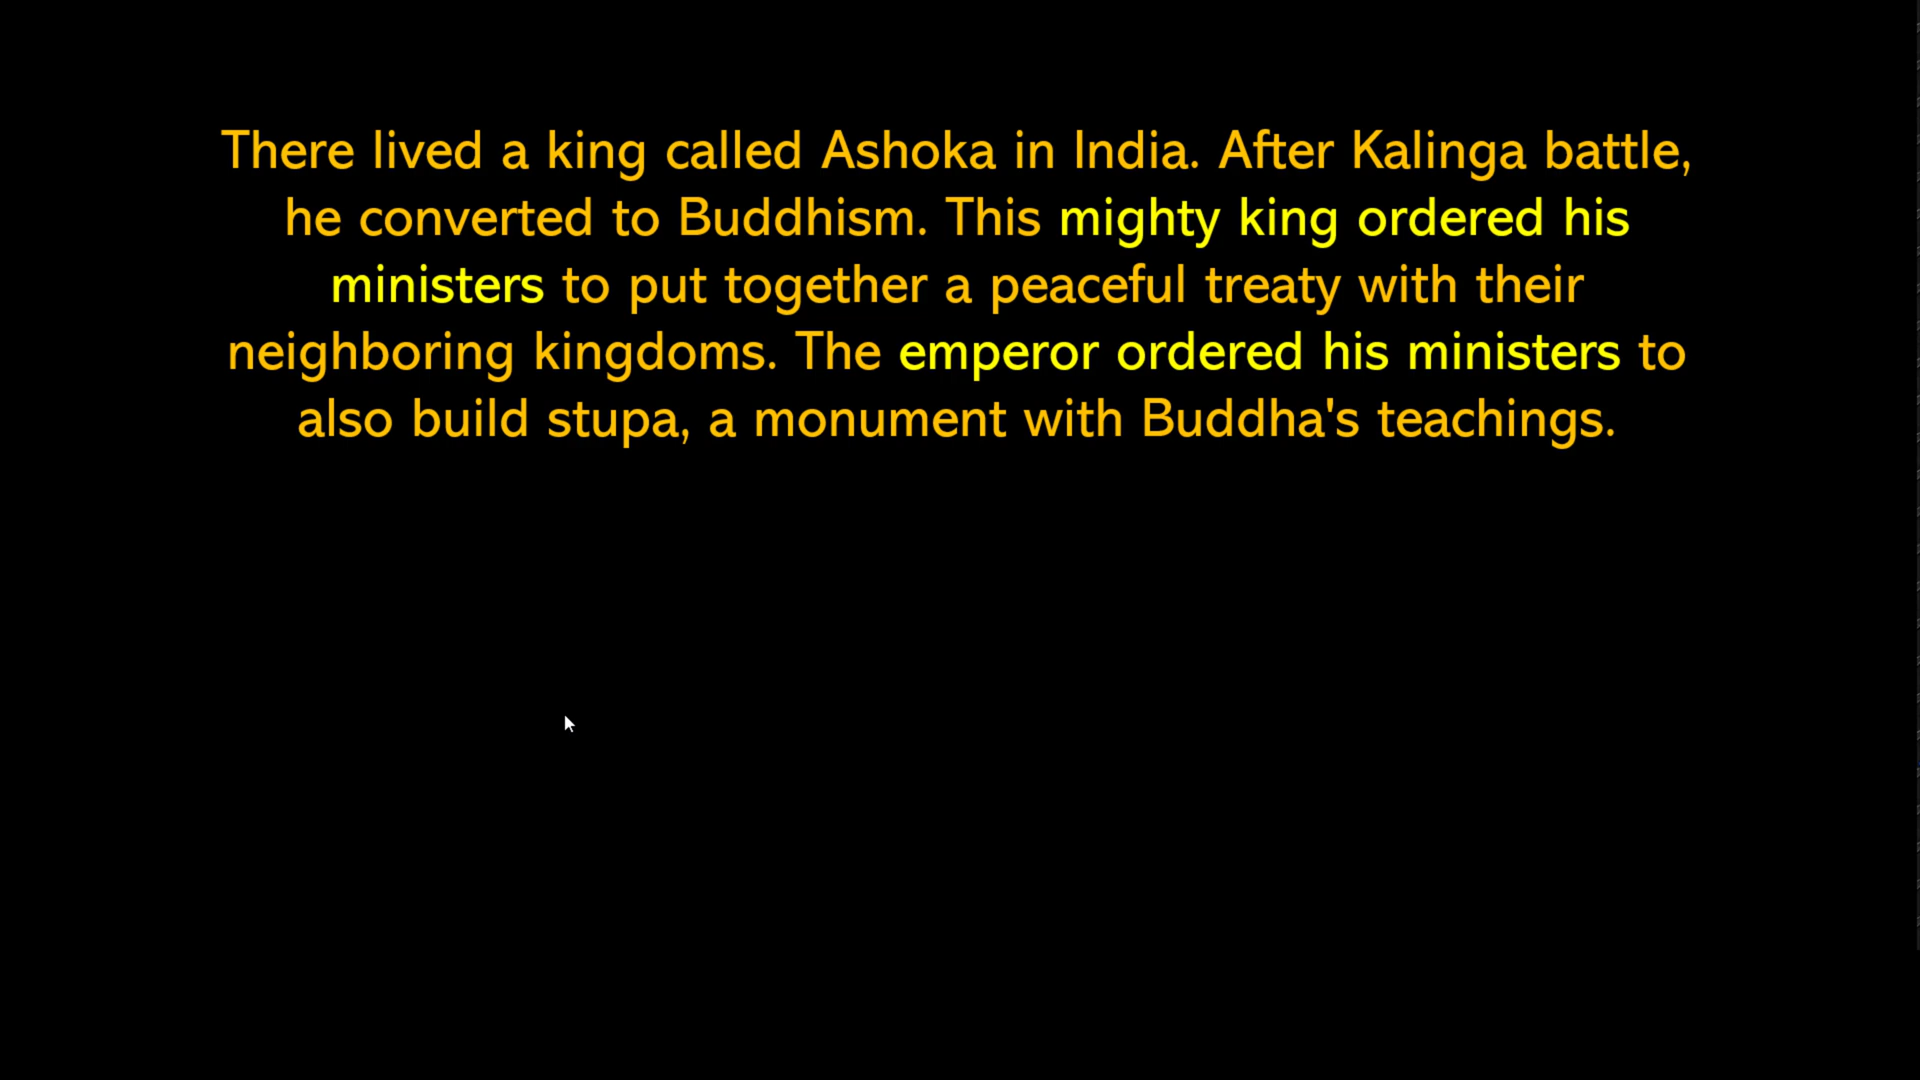 There lived a king called Ashoka in India. After Kalinga battle,
he converted to Buddhism. This mighty king ordered his
ministers to put together a peaceful treaty with their
neighboring kingdoms. The emperor ordered his ministers to
also build stupa, a monument with Buddha's teachings.